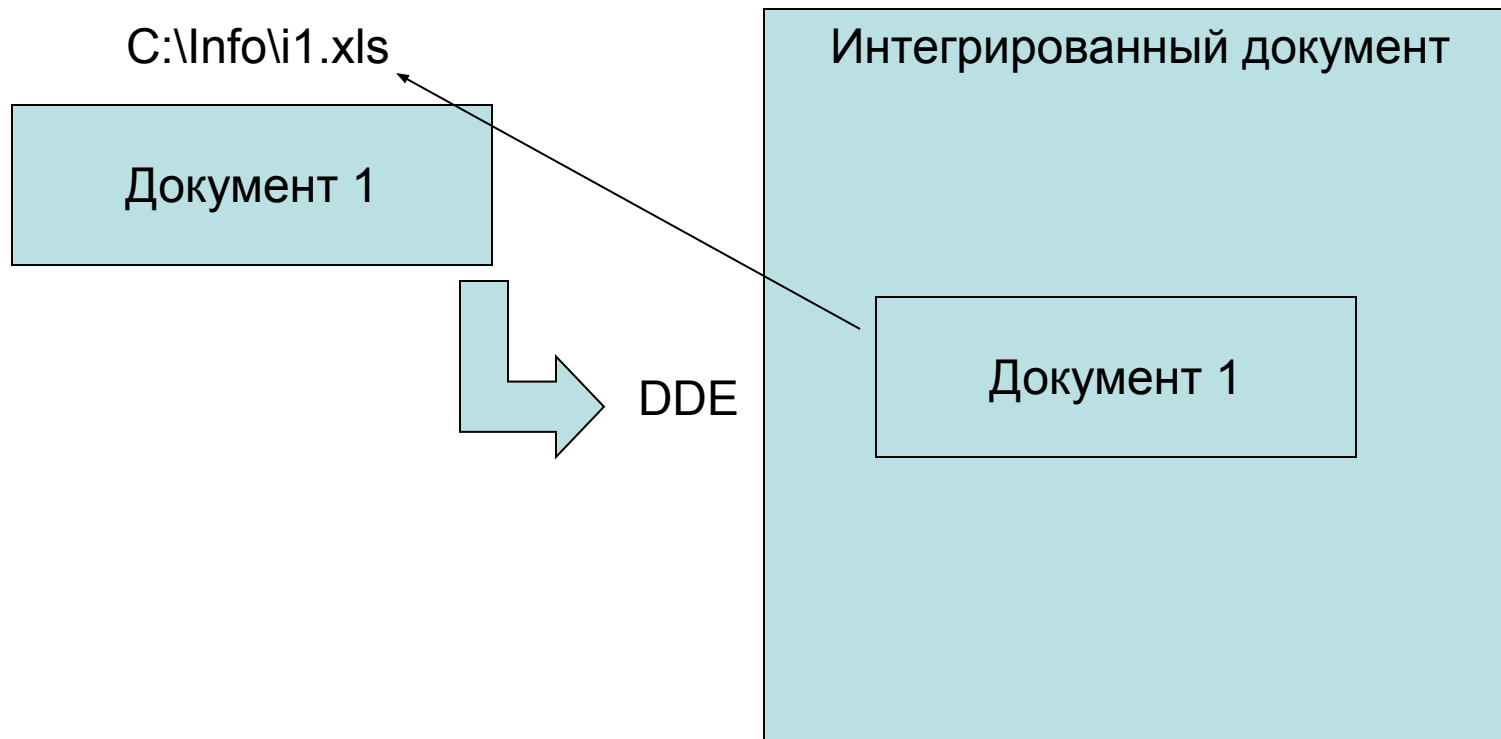 C:\Info\i1.xls
Документ 1
DDE
Интегрированный документ
Документ 1